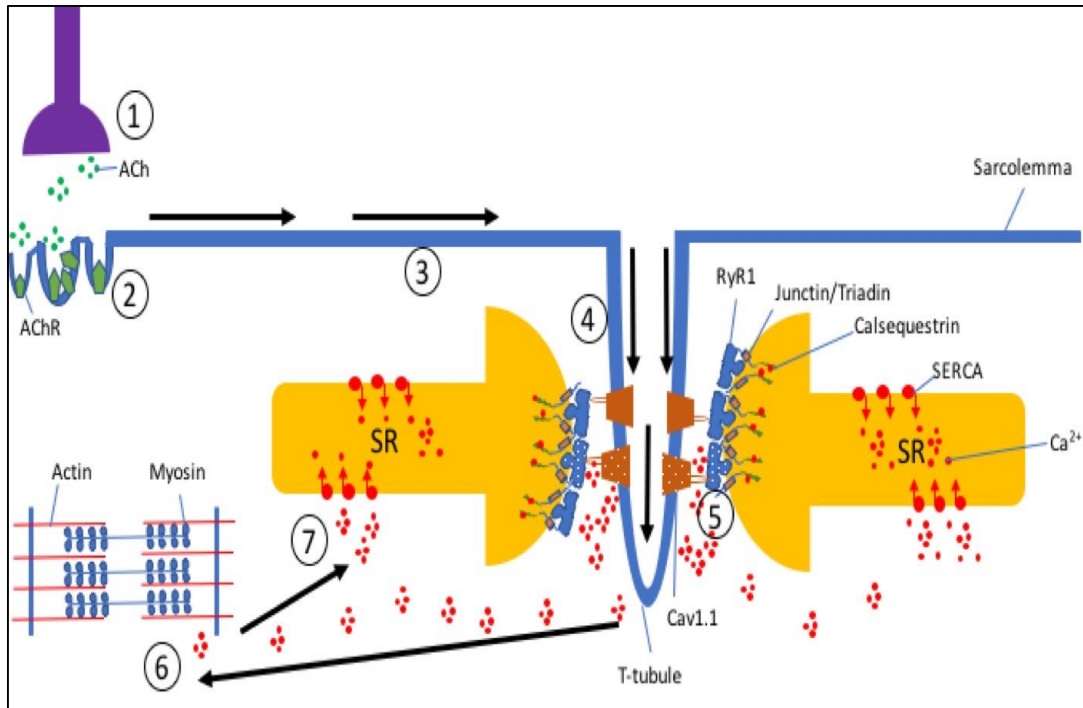 1
ACh
Sarcolemma
2
3
AChR
RyR1
Junctin/Triadin
4
Calsequestrin
SERCA
SR
SR
Ca2+
Actin
Myosin
5
7
Cav1.1
6
T-tubule